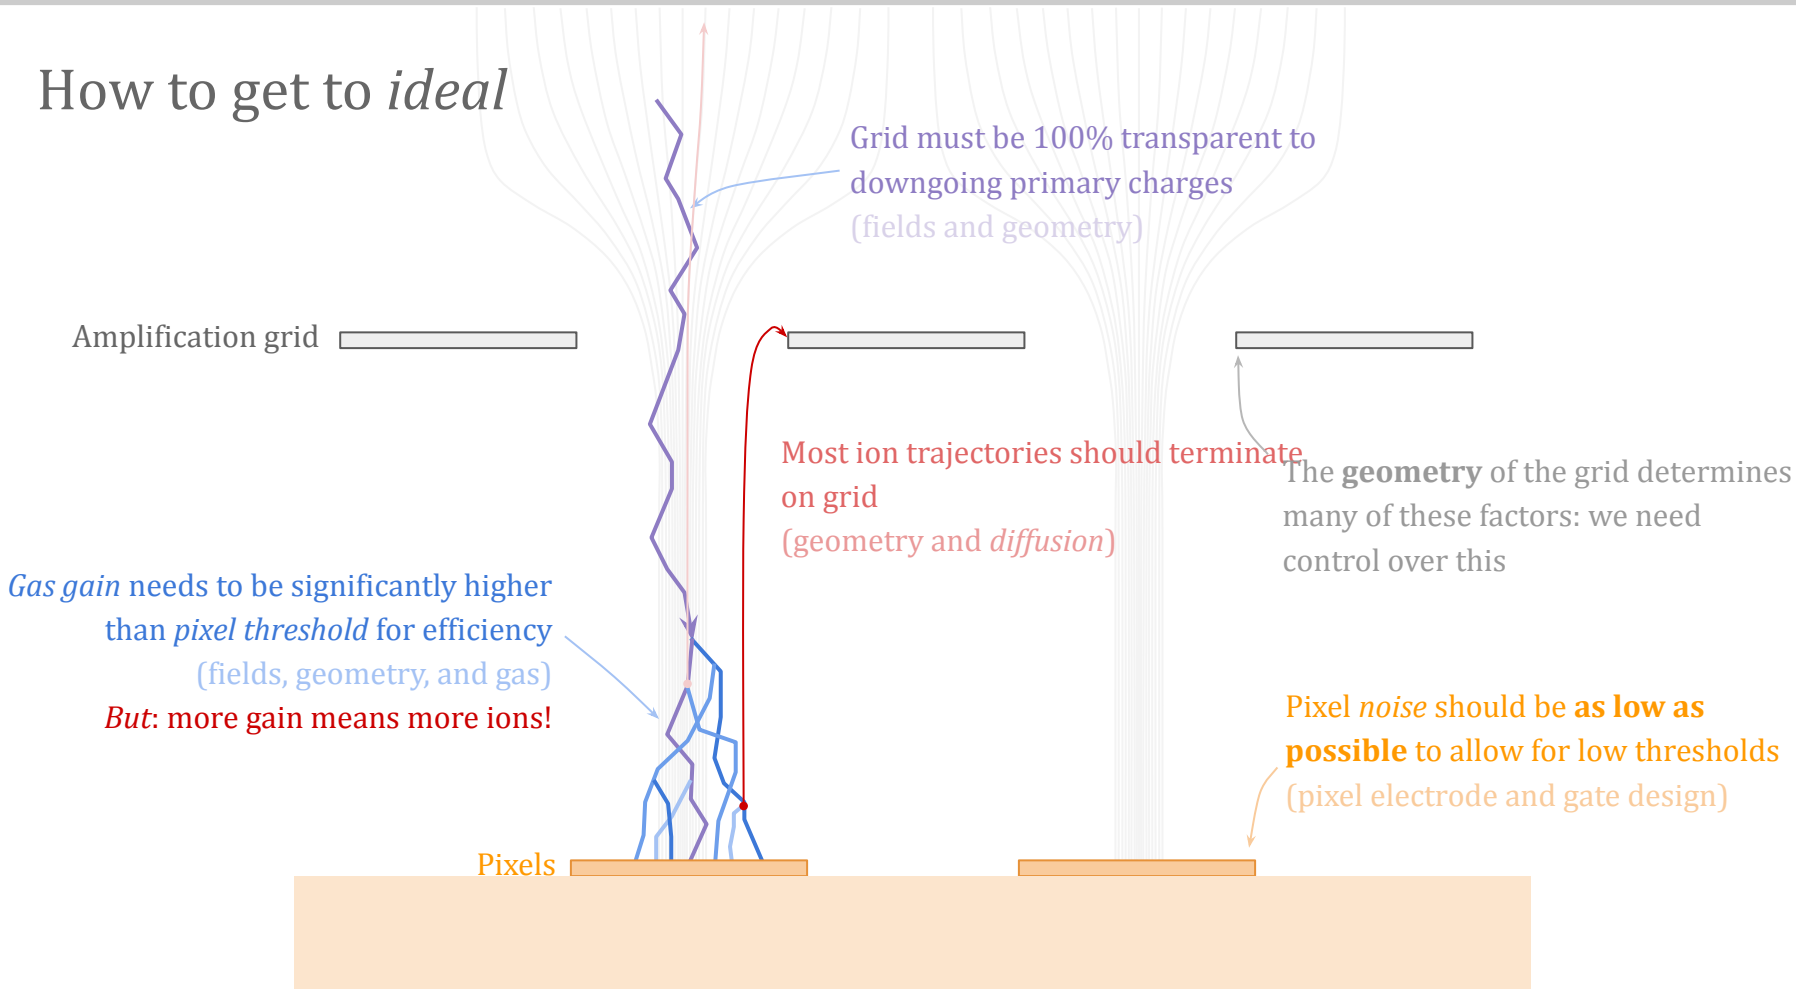 How to get to ideal
Grid must be 100% transparent to
downgoing primary charges
(fields and geometry)
Amplification grid
Most ion trajectories should terminate
on grid
(geometry and diffusion)
The geometry of the grid determines
many of these factors: we need
control over this
Gas gain needs to be significantly higher
than pixel threshold for efficiency
(fields, geometry, and gas)
But: more gain means more ions!
Pixel noise should be as low as
possible to allow for low thresholds
(pixel electrode and gate design)
Pixels